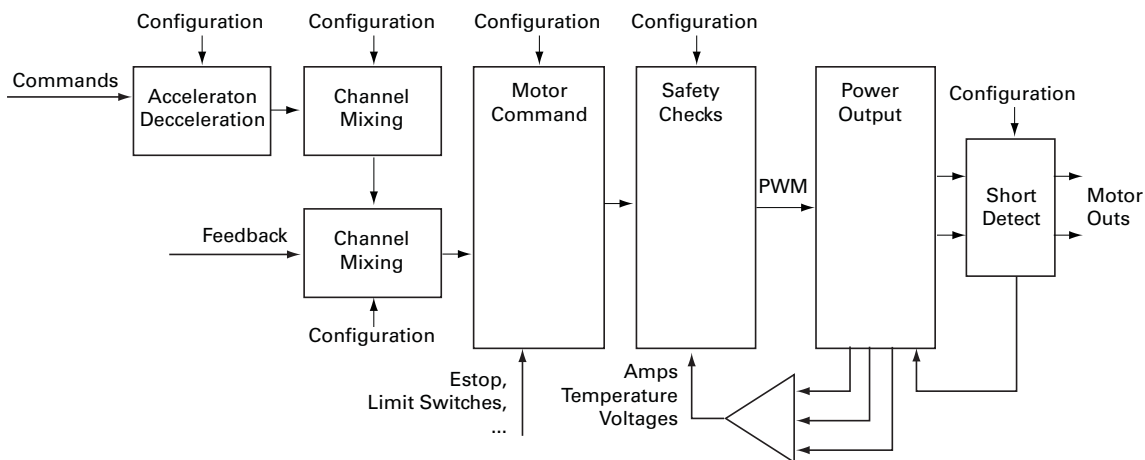 Configuration
Configuration
Configuration
Configuration
Commands
Acceleraton
Decceleration
Channel
Mixing
Motor
Command
Safety
Checks
Power
Output
Configuration
PWM
Short
Detect
Motor
Outs
Feedback
Channel
Mixing
Configuration
Estop,
Limit Switches,
...
Amps
Temperature
Voltages